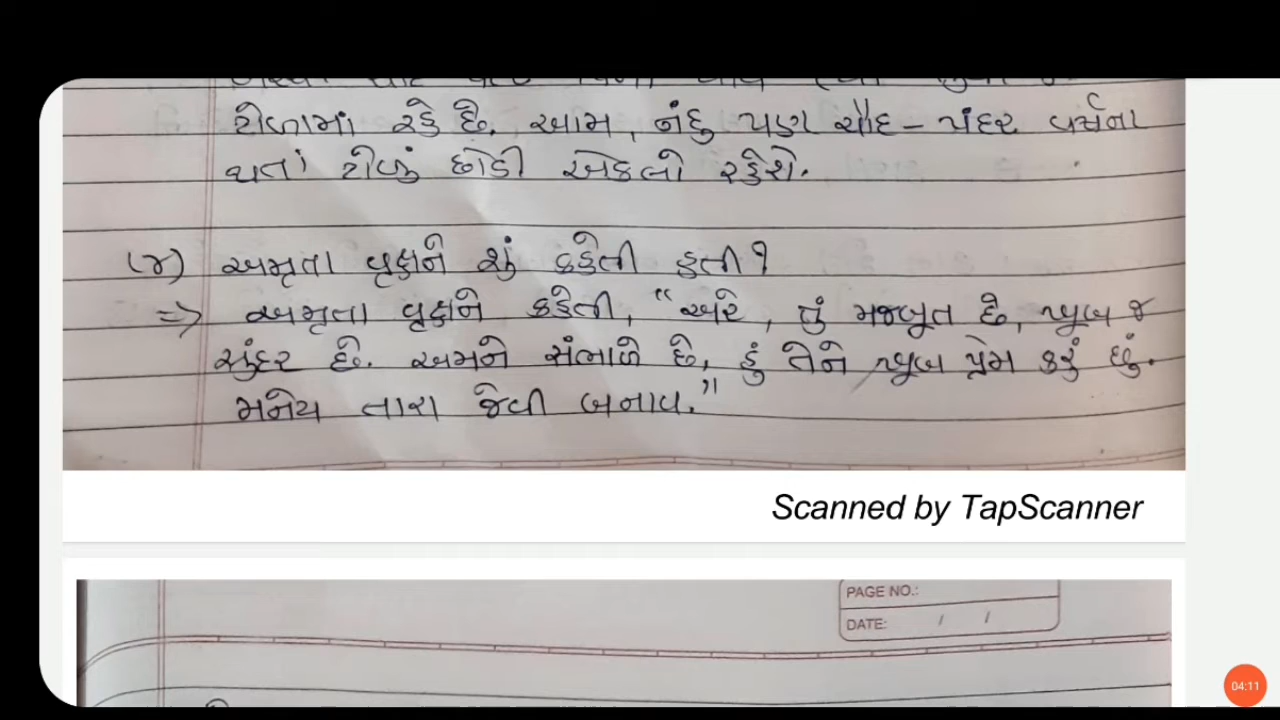 ટોળામાં રહે છે. આમ, નંદુ પણ ચૌદ - પંદર વર્ષના
થતાં ટોળું છોડી એકલો રહેશે.
(૪) અમૃતા વૃક્ષને શું કહેતી હતી?
=> અમૃતા વૃક્ષને કહેતી, “અરે, તું મજબૂત છે, ખૂબ જ
સુંદર છે. અમને સંભાળે છે, હું તેને ખૂબ પ્રેમ કરું છું.
મનેય તારા જેવી બનાવ.”
Scanned by TapScanner
PAGE NO.:
DATE: / /
04:11